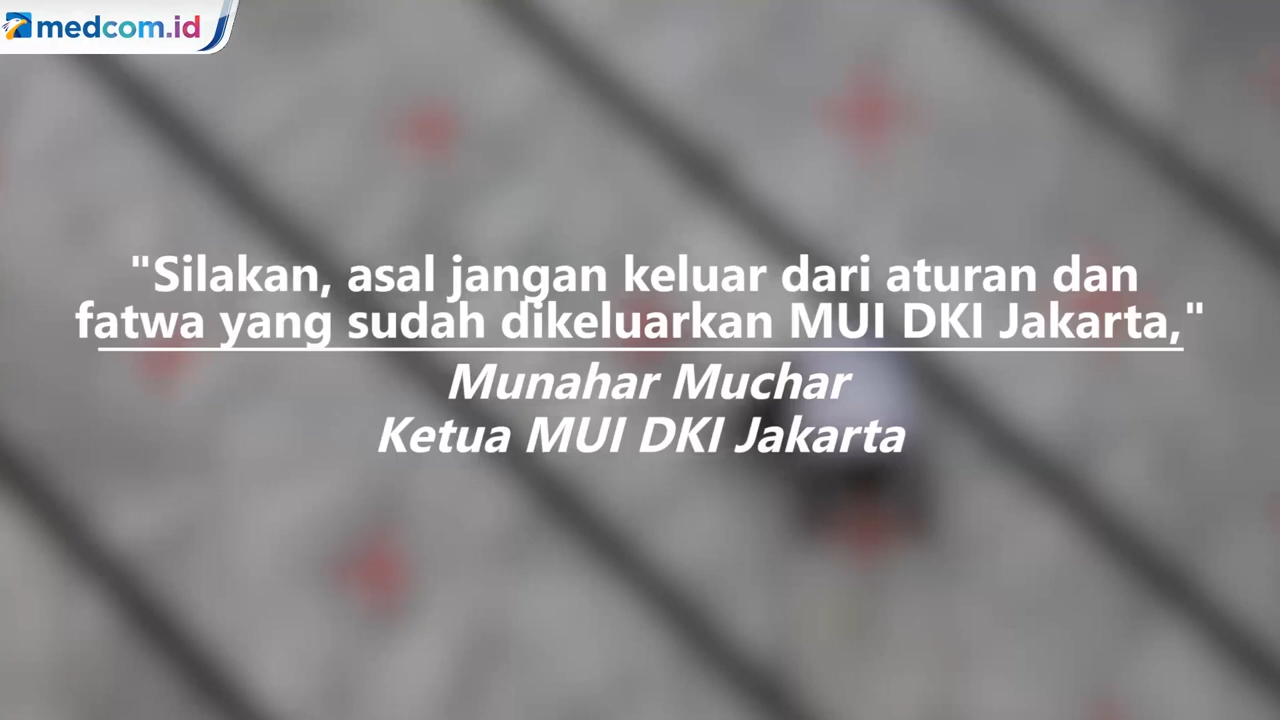 medcom.id
"Silakan, asal jangan keluar dari aturan dan
fatwa yang sudah dikeluarkan MUI DKI Jakarta,"
Munahar Muchar
Ketua MUI DKI Jakarta